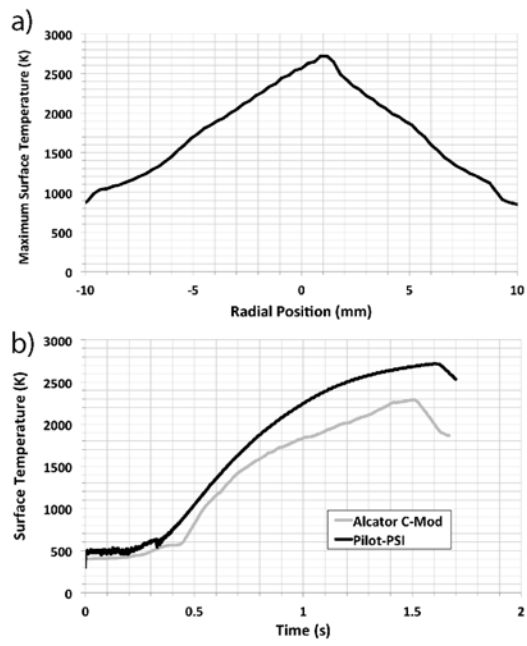 a)
3000
2500
2000
1500
1000
500
0
Maximum Surface Temperature (K)
-10 -5 0 5 10
Radial Position (mm)
b)
3000
2500
2000
1500
1000
500
0
Surface Temperature (K)
Alcator C-Mod
Pilot-PSI
0 0.5 1 1.5 2
Time (s)